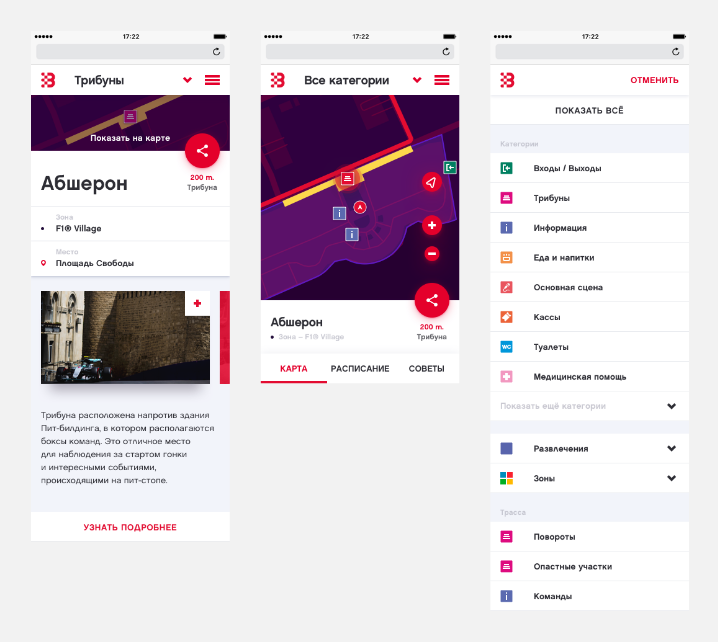 17:22
Трибуны
Показать на карте
200 m.
Трибуна
Абшерон
Зона
F1® Village
Место
Площадь Свободы
Трибуна расположена напротив здания
Пит-билдинга, в котором располагаются
боксы команд. Это отличное место
для наблюдения за стартом гонки
и интересными событиями,
происходящими на пит-стопе.
УЗНАТЬ ПОДРОБНЕЕ
17:22
Все категории
i
i
Абшерон
Зона – F1® Village
200 m.
Трибуна
КАРТА
РАСПИСАНИЕ
СОВЕТЫ
17:22
ОТМЕНИТЬ
ПОКАЗАТЬ ВСЁ
Категории
Входы / Выходы
Трибуны
i Информация
Еда и напитки
Основная сцена
Кассы
WC Туалеты
Медицинская помощь
Показать ещё категории
Развлечения
Зоны
Трасса
Повороты
Опастные участки
i Команды